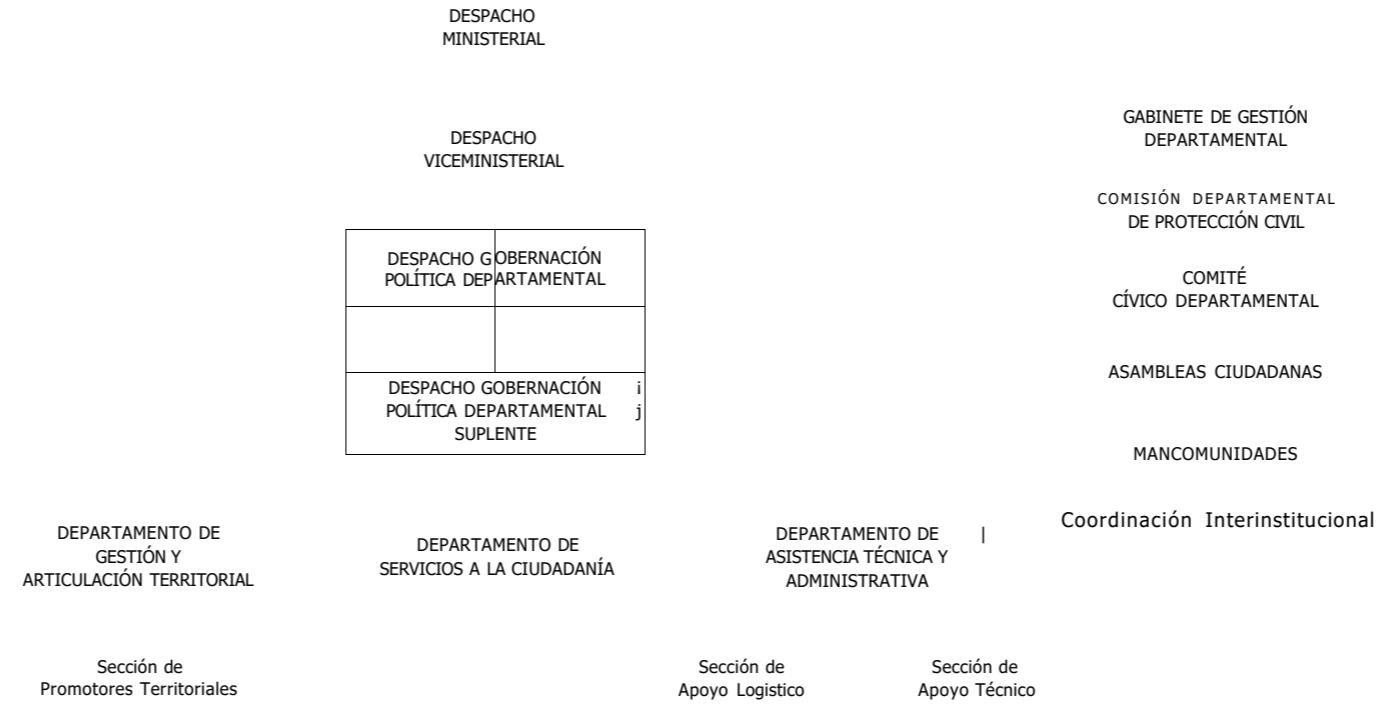 DESPACHO
MINISTERIAL
DESPACHO
VICEMINISTERIAL
DESPACHO GOBERNACIÓN
POLÍTICA DEPARTAMENTAL
DESPACHO GOBERNACIÓN i
POLÍTICA DEPARTAMENTAL j
SUPLENTE
GABINETE DE GESTIÓN
DEPARTAMENTAL
COMISIÓN DEPARTAMENTAL
DE PROTECCIÓN CIVIL
COMITÉ
CÍVICO DEPARTAMENTAL
ASAMBLEAS CIUDADANAS
MANCOMUNIDADES
Coordinación Interinstitucional
DEPARTAMENTO DE
GESTIÓN Y
ARTICULACIÓN TERRITORIAL
DEPARTAMENTO DE
SERVICIOS A LA CIUDADANÍA
DEPARTAMENTO DE |
ASISTENCIA TÉCNICA Y
ADMINISTRATIVA
Sección de
Promotores Territoriales
Sección de
Apoyo Logistico
Sección de
Apoyo Técnico